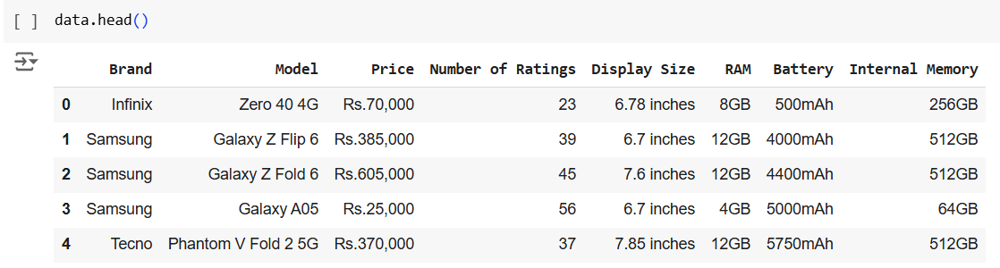 [ ] data.head()
Brand Model Price Number of Ratings Display Size RAM Battery Internal Memory
0 Infinix Zero 40 4G Rs.70,000 23 6.78 inches 8GB 500mAh 256GB
1 Samsung Galaxy Z Flip 6 Rs.385,000 39 6.7 inches 12GB 4000mAh 512GB
2 Samsung Galaxy Z Fold 6 Rs.605,000 45 7.6 inches 12GB 4400mAh 512GB
3 Samsung Galaxy A05 Rs.25,000 56 6.7 inches 4GB 5000mAh 64GB
4 Tecno Phantom V Fold 2 5G Rs.370,000 37 7.85 inches 12GB 5750mAh 512GB